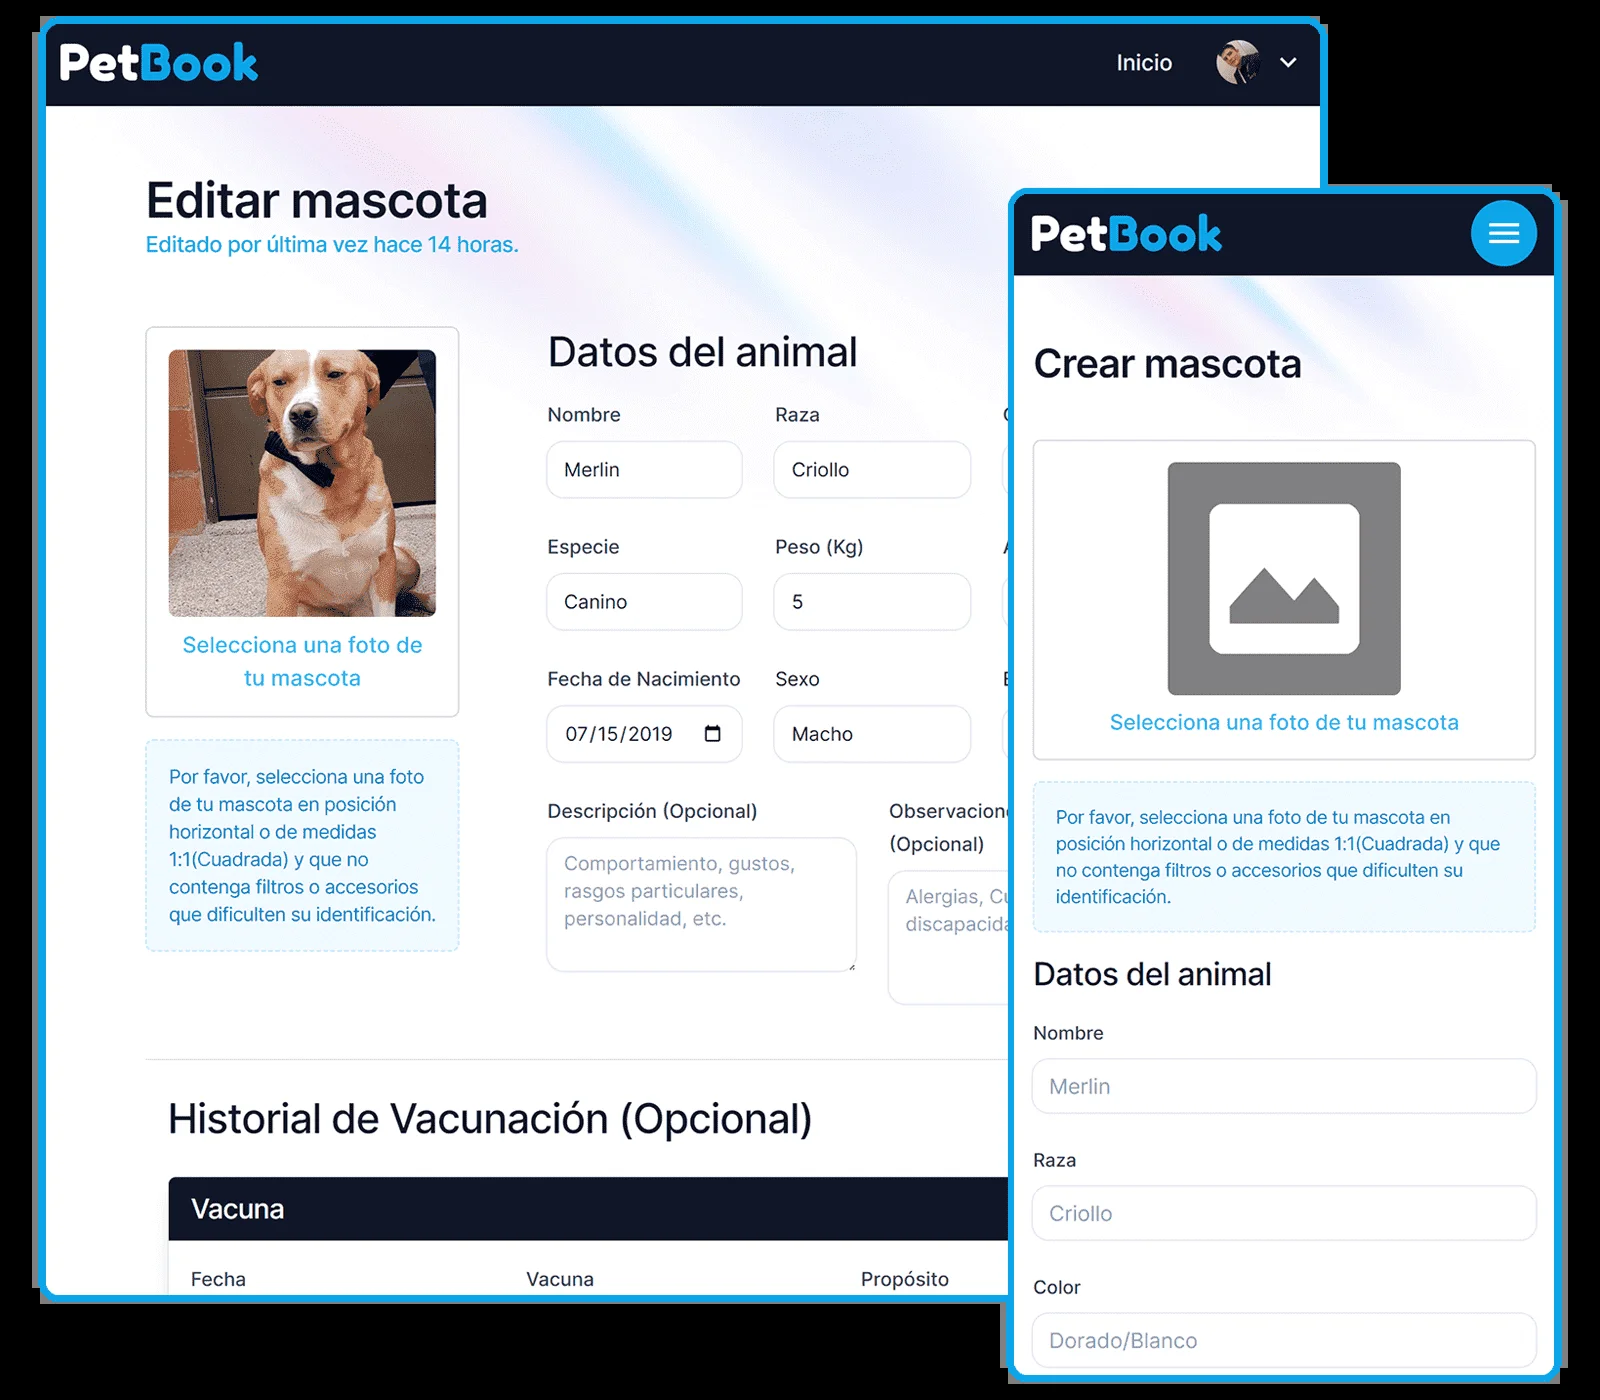 PetBook
Inicio
Editar mascota
Editado por última vez hace 14 horas.
Selecciona una foto de
tu mascota
Por favor, selecciona una foto
de tu mascota en posición
horizontal o de medidas
1:1(Cuadrada) y que no
contenga filtros o accesorios
que dificulten su identificación.
Datos del animal
Nombre
Raza
Merlin
Criollo
Especie
Peso (Kg)
Canino
5
Fecha de Nacimiento
Sexo
07/15/2019
Macho
Descripción (Opcional)
Comportamiento, gustos,
rasgos particulares,
personalidad, etc.
(Opcional)
Alergias,
Historial de Vacunación (Opcional)
Vacuna
Fecha
Vacuna
Propósito
PetBook
Crear mascota
Selecciona una foto de tu mascota
Por favor, selecciona una foto de tu mascota en
posición horizontal o de medidas 1:1(Cuadrada) y que
no contenga filtros o accesorios que dificulten su
identificación.
Datos del animal
Nombre
Merlin
Raza
Criollo
Color
Dorado/Blanco